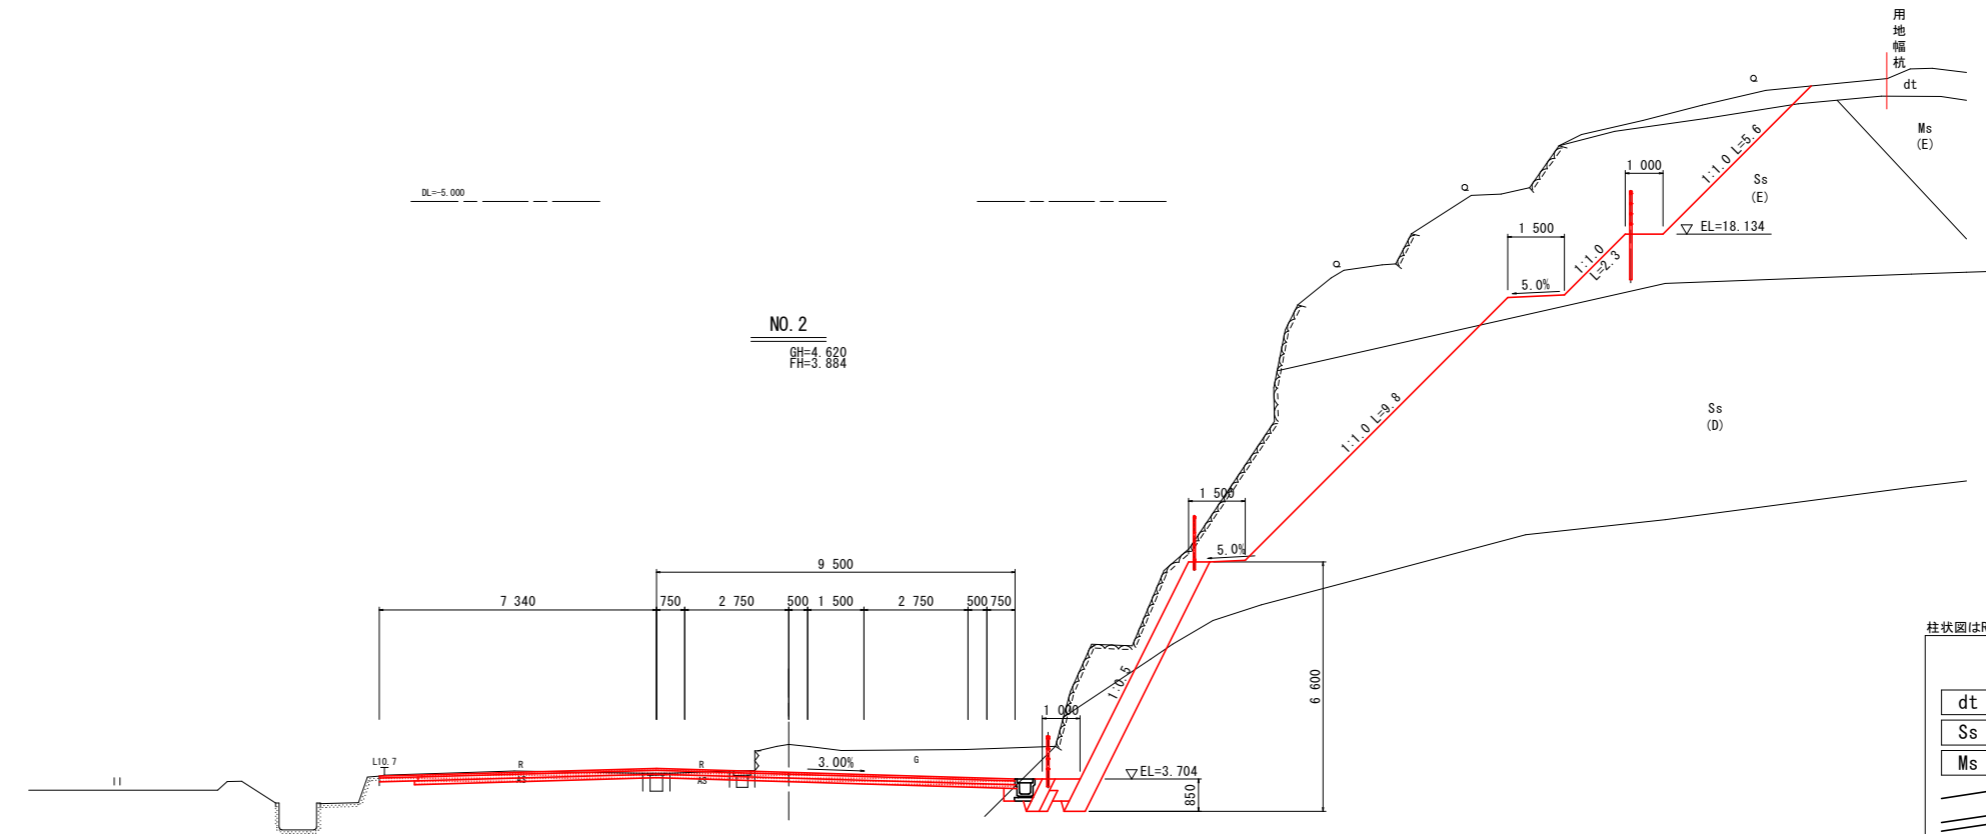 用地幅杭
Q
dt
Ms
(E)
1:1.0 L=5.6
1 000
Ss
(E)
Q
DL=-5.000
EL=18.134
1 500
1:1.0
L=2.3
Q
5.0%
NO.2
GH=4.620
FH=3.884
1:1.0 L=9.8
Ss
(D)
1 500
5.0%
9 500
7 340
750
2 750
500
1 500
2 750
500
750
柱状図はR
1:0.5
6 600
dt
1 000
Ss
L10.7
R
R
3.00%
G
EL=3.704
Ms
AS
AS
850